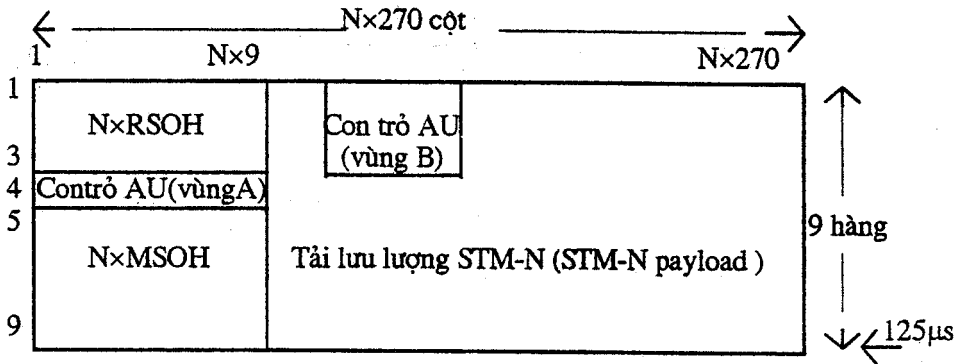 N×270 cột
1
N×9
N×270
1
N×RSOH
Con trỏ AU
(vùng B)
3
4
Contrỏ AU(vùngA)
5
9 hàng
N×MSOH
Tải lưu lượng STM-N (STM-N payload )
9
125μs